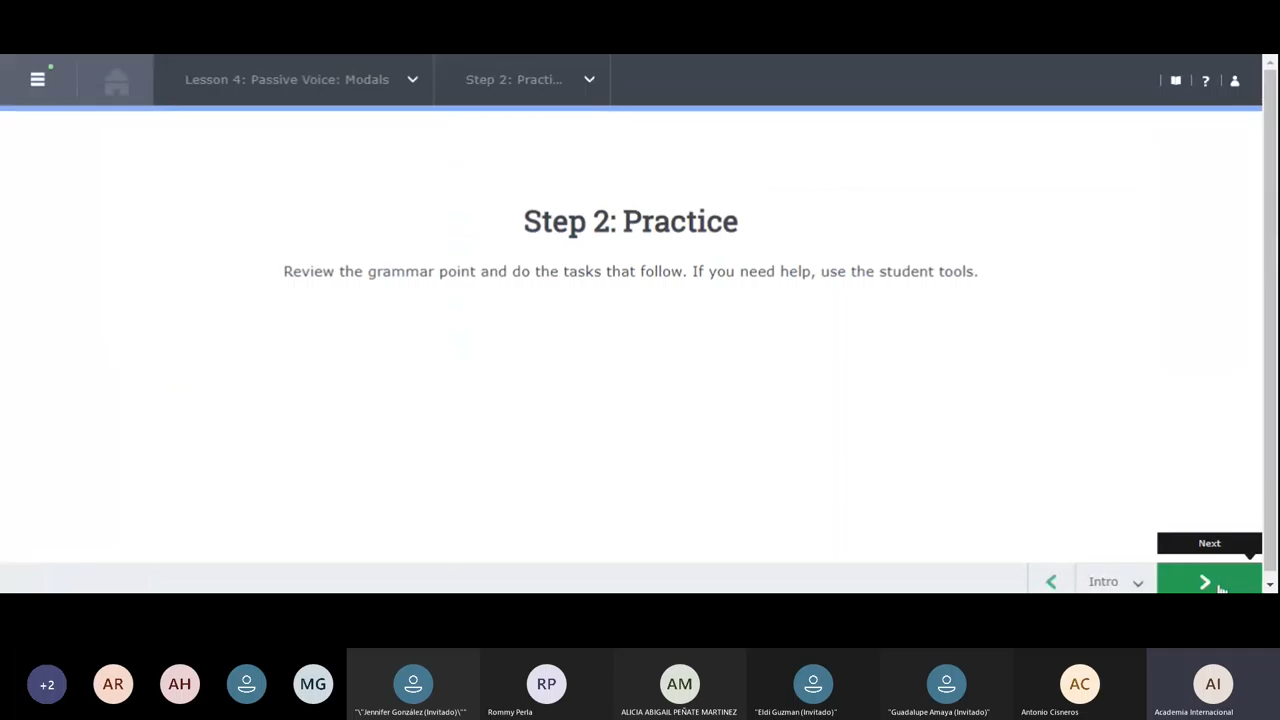 Lesson 4: Passive Voice: Modals
Step 2: Practi...
?
Step 2: Practice
Review the grammar point and do the tasks that follow. If you need help, use the student tools.
Next
Intro
+2
AR
AH
MG
"\"Jennifer González (Invitado)\""
RP
Rommy Perla
AM
ALICIA ABIGAIL PEÑATE MARTINEZ
"Eldi Guzman (Invitado)"
"Guadalupe Amaya (Invitado)"
AC
Antonio Cisneros
AI
Academia Internacional